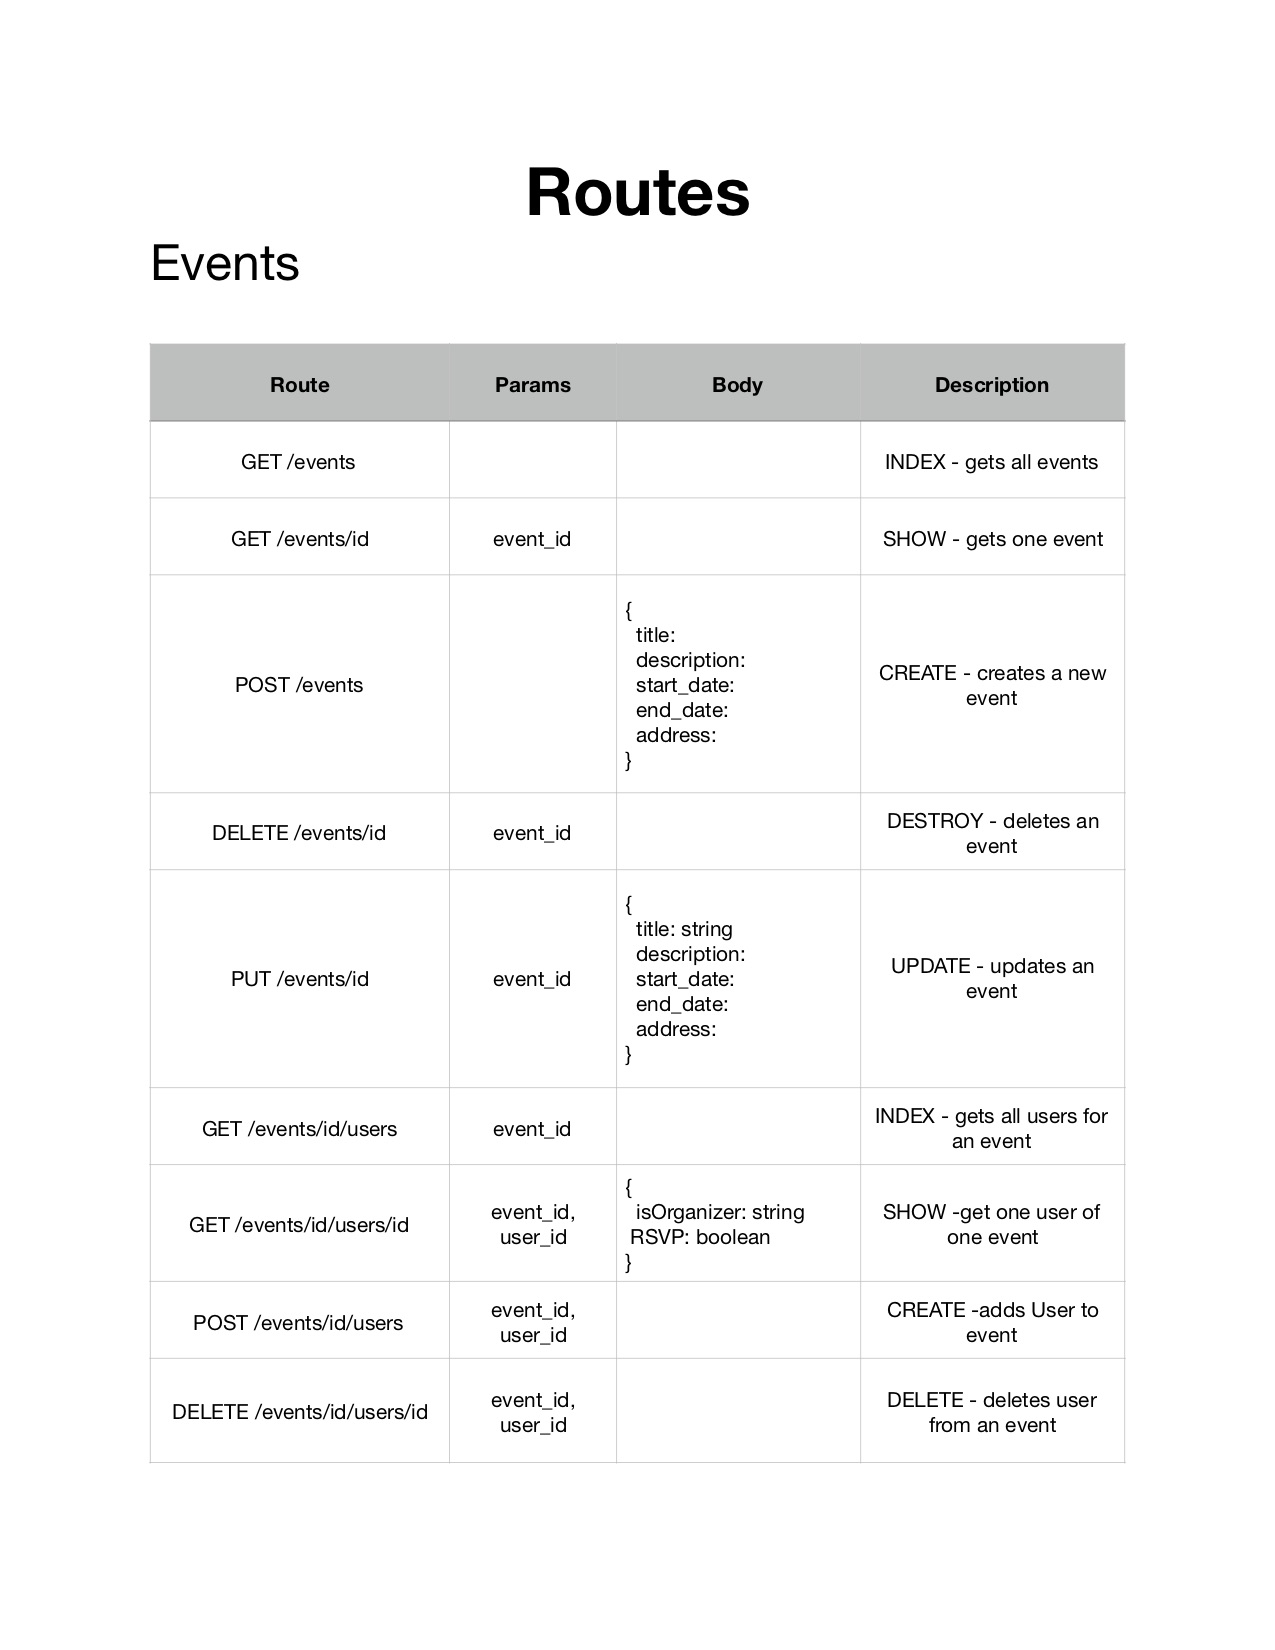 Routes
Events
Route Params Body Description
GET /events INDEX - gets all events
GET /events/id event_id SHOW - gets one event
POST /events
{
title:
description:
start_date:
end_date:
address:
}
CREATE - creates a new
event
DELETE /events/id event_id
DESTROY - deletes an
event
PUT /events/id event_id
{
title: string
description:
start_date:
end_date:
address:
}
UPDATE - updates an
event
GET /events/id/users event_id
INDEX - gets all users for
an event
GET /events/id/users/id
event_id,
user_id
{
isOrganizer: string
RSVP: boolean
}
SHOW -get one user of
one event
POST /events/id/users
event_id,
user_id
CREATE -adds User to
event
DELETE /events/id/users/id
event_id,
user_id
DELETE - deletes user
from an event